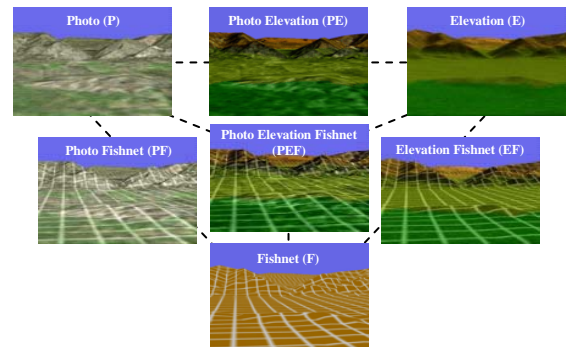 Photo (P)
Photo Elevation (PE)
Elevation (E)
Photo Fishnet (PF)
Photo Elevation Fishnet
(PEF)
Elevation Fishnet (EF)
Fishnet (F)